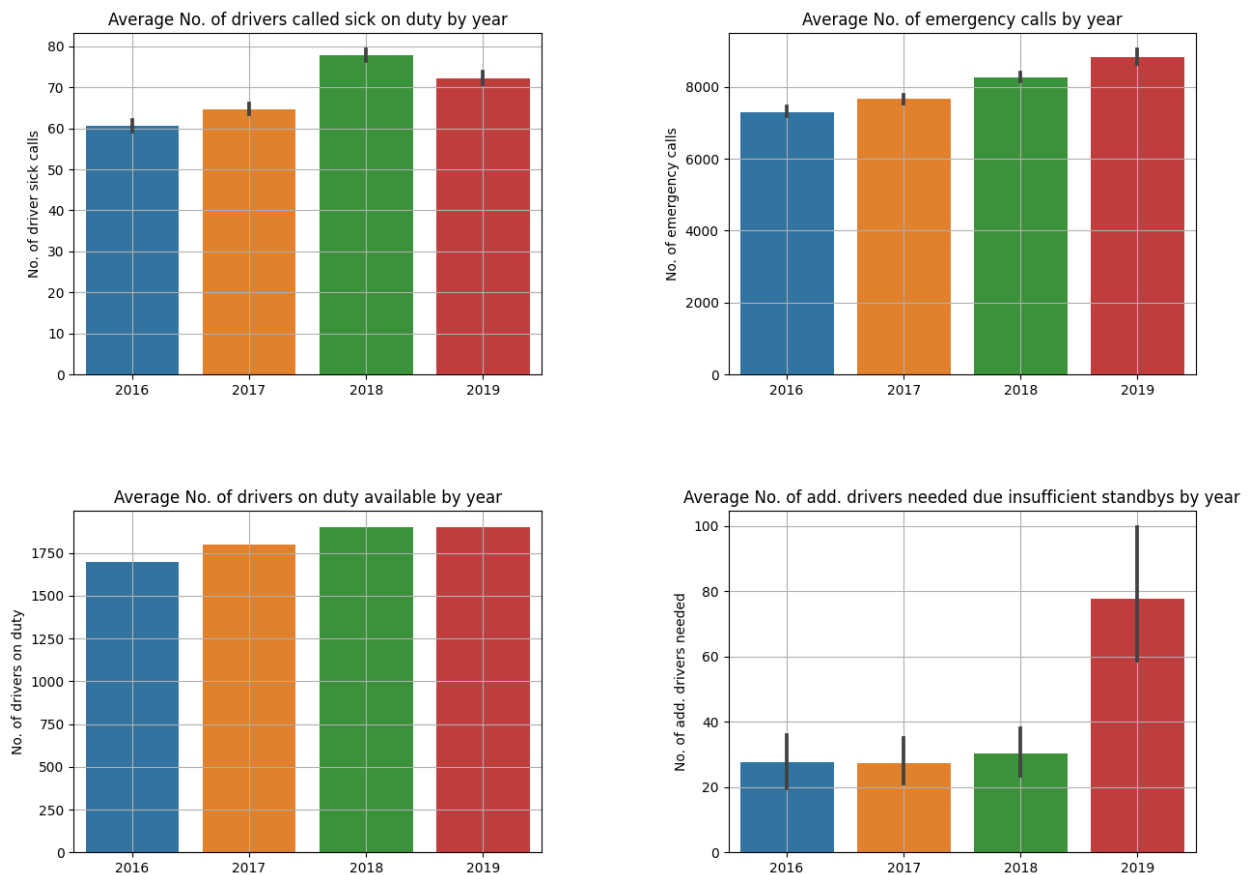 Average No. of drivers called sick on duty by year
No. of driver sick calls
80
70
60
50
40
30
20
10
0
2016 2017 2018 2019
Average No. of emergency calls by year
No. of emergency calls
8000
6000
4000
2000
0
2016 2017 2018 2019
Average No. of drivers on duty available by year
No. of drivers on duty
1750
1500
1250
1000
750
500
250
0
2016 2017 2018 2019
Average No. of add. drivers needed due insufficient standbys by year
No. of add. drivers needed
100
80
60
40
20
0
2016 2017 2018 2019